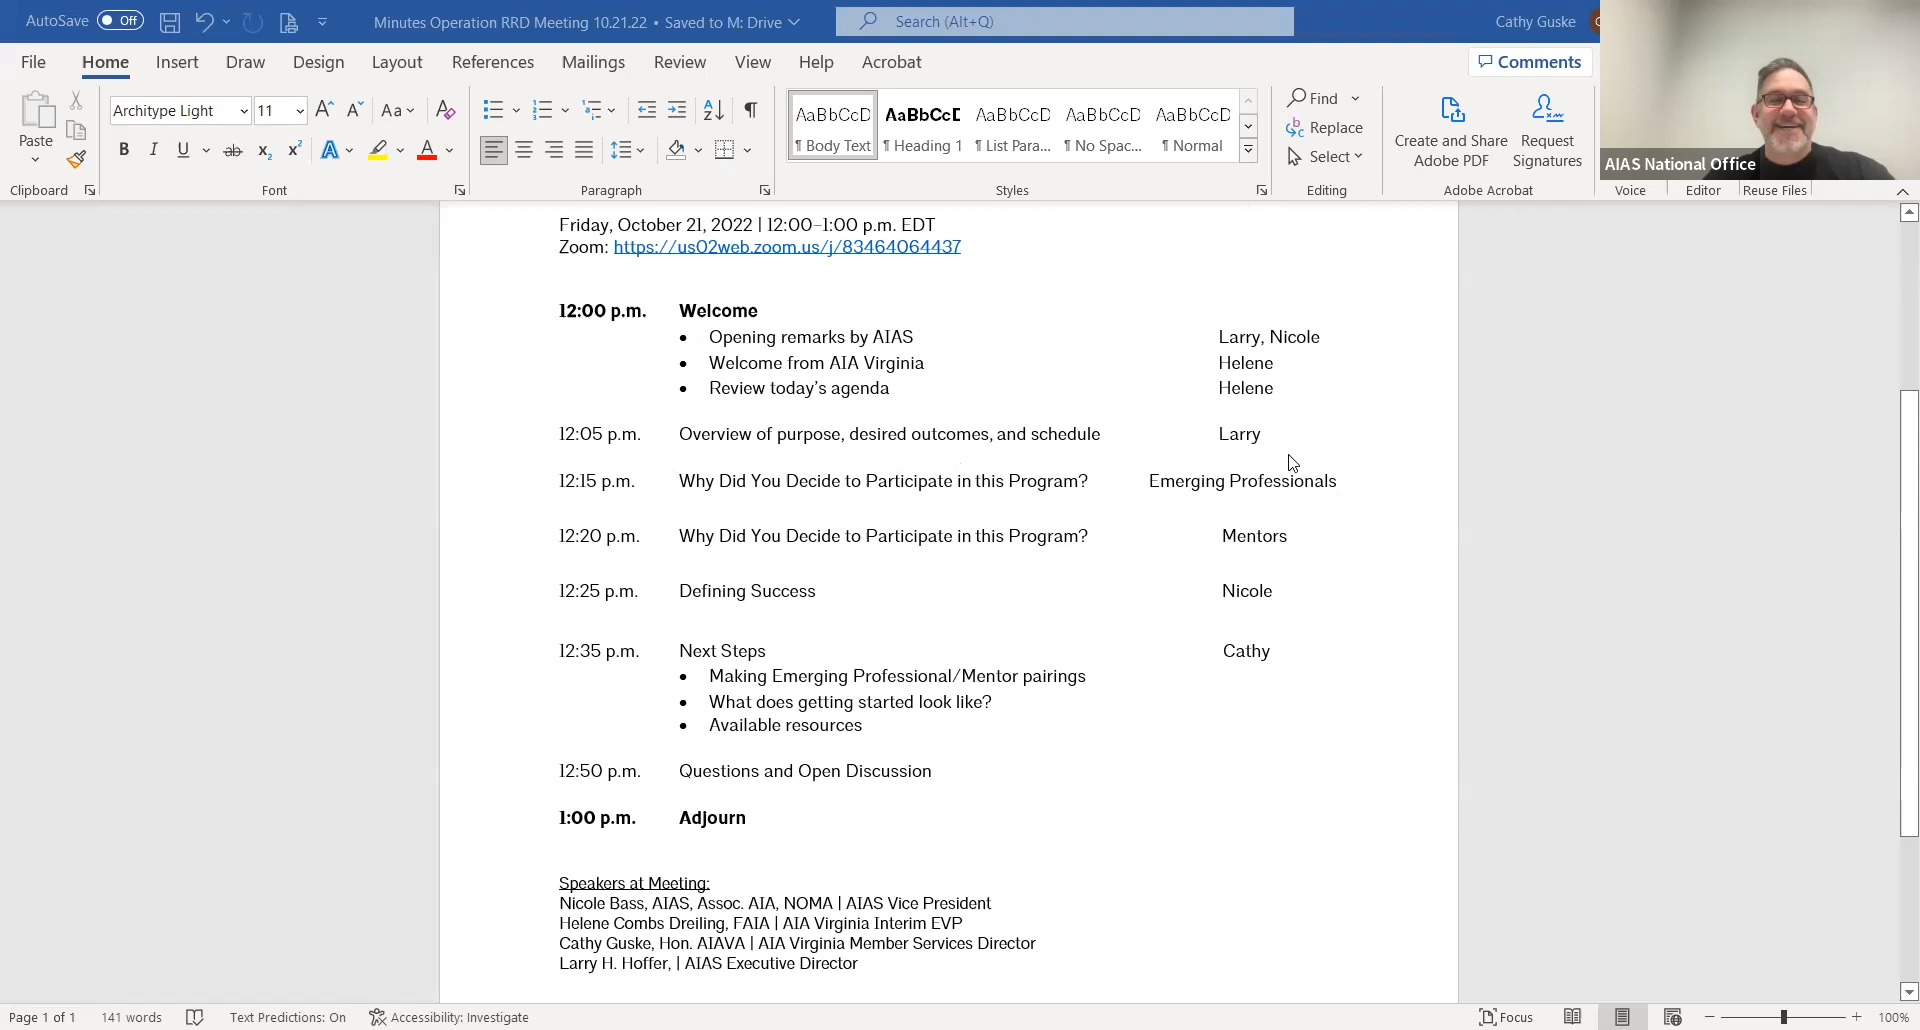 AutoSave Off Minutes Operation RRD Meeting 10.21.22 • Saved to M: Drive Search (Alt+Q) Cathy Guske
File Home Insert Draw Design Layout References Mailings Review View Help Acrobat Comments
Paste Architype Light 11 Aa AaBbCcD AaBbCcD AaBbCcD AaBbCcD AaBbCcD Find
¶ Body Text ¶ Heading 1 ¶ List Para... ¶ No Spac... ¶ Normal Replace
Select
Create and Share Adobe PDF
Request Signatures
AIAS National Office
Clipboard Font Paragraph Styles Editing Adobe Acrobat Voice Editor Reuse Files
Friday, October 21, 2022 | 12:00–1:00 p.m. EDT
Zoom: https://us02web.zoom.us/j/83464064437
12:00 p.m. Welcome
• Opening remarks by AIAS Larry, Nicole
• Welcome from AIA Virginia Helene
• Review today's agenda Helene
12:05 p.m. Overview of purpose, desired outcomes, and schedule Larry
12:15 p.m. Why Did You Decide to Participate in this Program? Emerging Professionals
12:20 p.m. Why Did You Decide to Participate in this Program? Mentors
12:25 p.m. Defining Success Nicole
12:35 p.m. Next Steps Cathy
• Making Emerging Professional/Mentor pairings
• What does getting started look like?
• Available resources
12:50 p.m. Questions and Open Discussion
1:00 p.m. Adjourn
Speakers at Meeting:
Nicole Bass, AIAS, Assoc. AIA, NOMA | AIAS Vice President
Helene Combs Dreiling, FAIA | AIA Virginia Interim EVP
Cathy Guske, Hon. AIAVA | AIA Virginia Member Services Director
Larry H. Hoffer, | AIAS Executive Director
Page 1 of 1 141 words Text Predictions: On Accessibility: Investigate Focus 100%